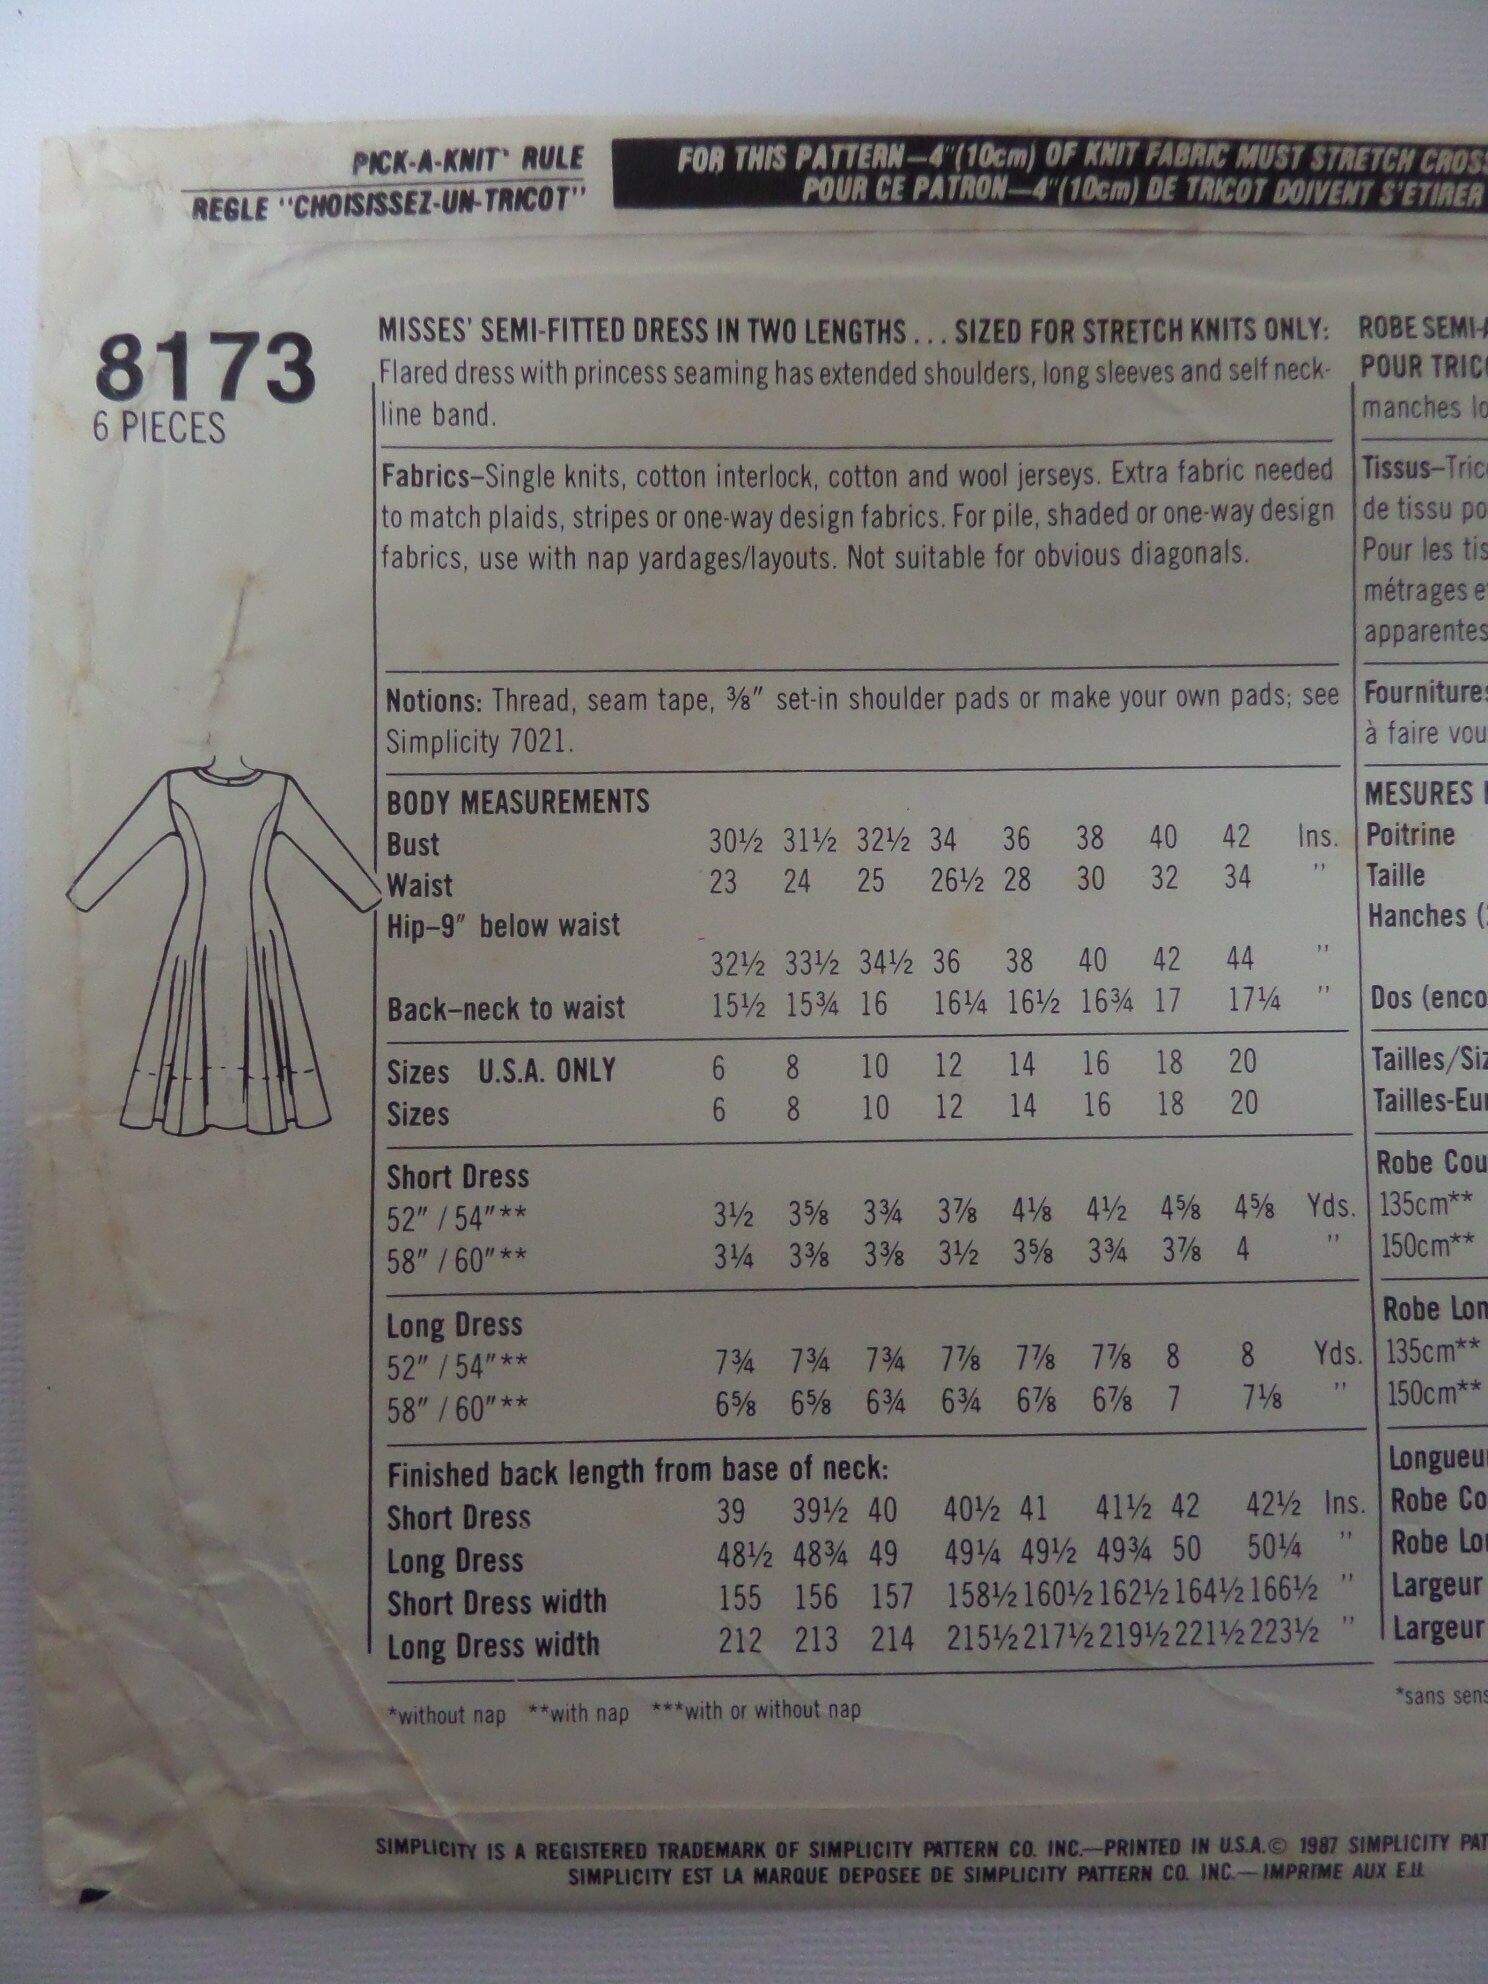 PICK-A-KNIT* RULE
REGLE "CHOISISSEZ-UN-TRICOT"
FOR THIS PATTERN—4"(10cm) OF KNIT FABRIC MUST STRETCH
POUR CE PATRON—4"(10cm) DE TRICOT DOIVENT S'ETIRER
8173
6 PIECES
MISSES' SEMI-FITTED DRESS IN TWO LENGTHS... SIZED FOR STRETCH KNITS ONLY:
Flared dress with princess seaming has extended shoulders, long sleeves and self neck-
line band.
Fabrics–Single knits, cotton interlock, cotton and wool jerseys. Extra fabric needed
to match plaids, stripes or one-way design fabrics. For pile, shaded or one-way design
fabrics, use with nap yardages/layouts. Not suitable for obvious diagonals.
Notions: Thread, seam tape, ⅜" set-in shoulder pads or make your own pads; see
Simplicity 7021.
BODY MEASUREMENTS
Bust 30½ 31½ 32½ 34 36 38 40 42 Ins.
Waist 23 24 25 26½ 28 30 32 34 "
Hip–9" below waist
32½ 33½ 34½ 36 38 40 42 44 "
Back–neck to waist 15½ 15¾ 16 16¼ 16½ 16¾ 17 17¼ "
Sizes U.S.A. ONLY 6 8 10 12 14 16 18 20
Sizes 6 8 10 12 14 16 18 20
Short Dress
52" / 54"** 3½ 3⅝ 3¾ 3⅞ 4⅛ 4½ 4⅝ 4⅝ Yds.
58" / 60"** 3¼ 3⅜ 3⅜ 3½ 3⅝ 3¾ 3⅞ 4 "
Long Dress
52" / 54"** 7¾ 7¾ 7¾ 7⅞ 7⅞ 7⅞ 8 8 Yds.
58" / 60"** 6⅝ 6⅝ 6¾ 6¾ 6⅞ 6⅞ 7 7⅛ "
Finished back length from base of neck:
Short Dress 39 39½ 40 40½ 41 41½ 42 42½ Ins.
Long Dress 48½ 48¾ 49 49¼ 49½ 49¾ 50 50¼ "
Short Dress width 155 156 157 158½ 160½ 162½ 164½ 166½ "
Long Dress width 212 213 214 215½ 217½ 219½ 221½ 223½ "
*without nap **with nap ***with or without nap
ROBE SEMI-
POUR
manches
Tissus–
de tissu
Pour les
métrages
apparentes
Fournitures
à faire
MESURES
Poitrine
Taille
Hanches
Dos
Tailles/
Tailles-
Robe
135cm**
150cm**
Robe
135cm**
150cm**
Robe
Robe
Largeur
Largeur
*sans
SIMPLICITY IS A REGISTERED TRADEMARK OF SIMPLICITY PATTERN CO. INC.—PRINTED IN U.S.A.© 1987 SIMPLICITY
SIMPLICITY EST LA MARQUE DEPOSEE DE SIMPLICITY PATTERN CO. INC.—IMPRIME AUX E.U.